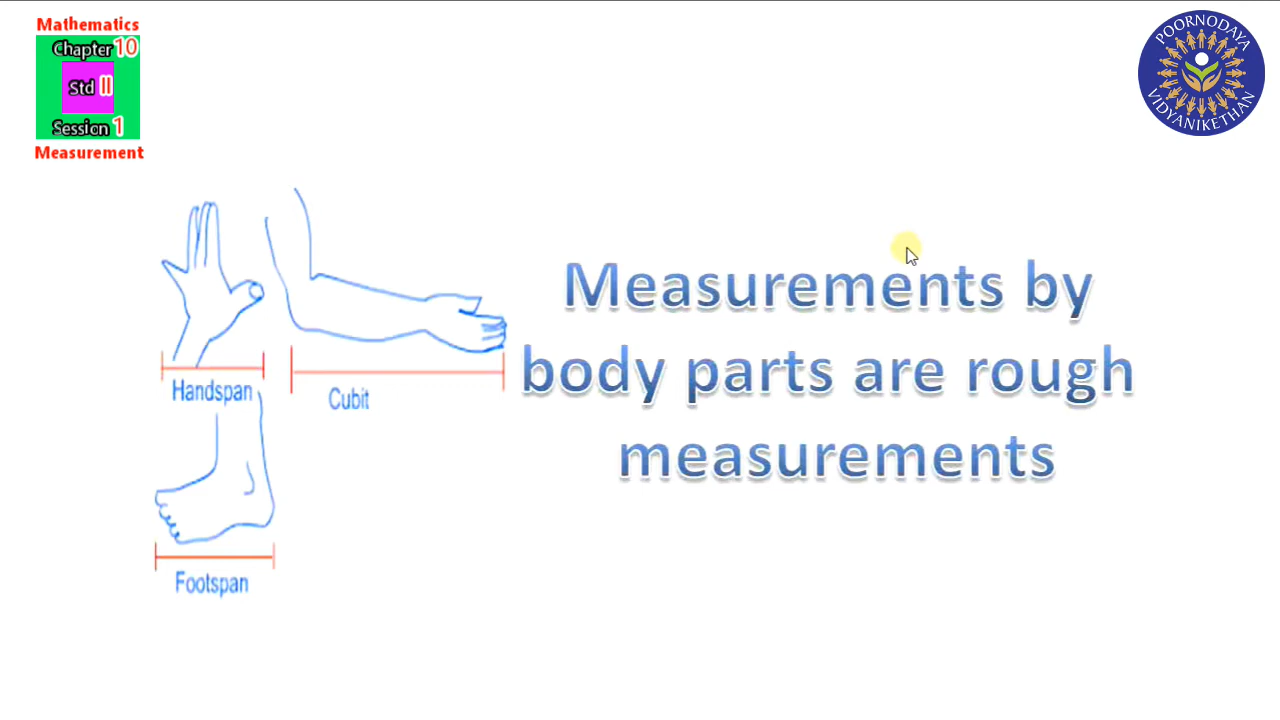 Mathematics
Chapter 10
Std II
Session 1
Measurement
POORNODAYA
VIDYANIKETHAN
Handspan
Cubit
Footspan
Measurements by
body parts are rough
measurements